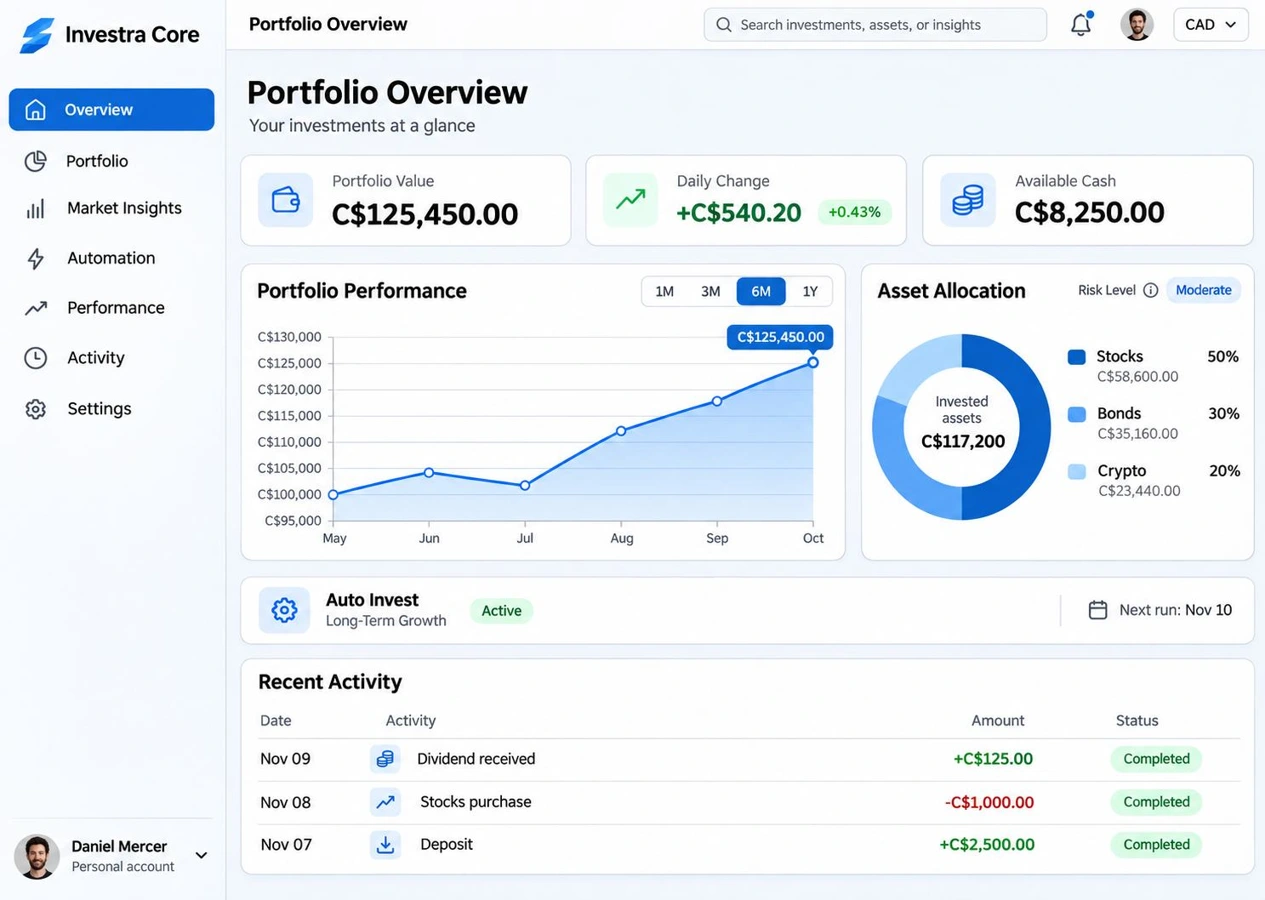 Investra Core
Overview
Portfolio
Market Insights
Automation
Performance
Activity
Settings
Daniel Mercer
Personal account
Portfolio Overview
Search investments, assets, or insights
CAD
Portfolio Overview
Your investments at a glance
Portfolio Value
C$125,450.00
Daily Change
+C$540.20 +0.43%
Available Cash
C$8,250.00
Portfolio Performance
1M 3M 6M 1Y
C$125,450.00
C$130,000
C$125,000
C$120,000
C$115,000
C$110,000
C$105,000
C$100,000
C$95,000
May Jun Jul Aug Sep Oct
Asset Allocation
Risk Level Moderate
Invested
assets
C$117,200
Stocks 50%
C$58,600.00
Bonds 30%
C$35,160.00
Crypto 20%
C$23,440.00
Auto Invest
Long-Term Growth
Active
Next run: Nov 10
Recent Activity
Date Activity Amount Status
Nov 09 Dividend received +C$125.00 Completed
Nov 08 Stocks purchase -C$1,000.00 Completed
Nov 07 Deposit +C$2,500.00 Completed